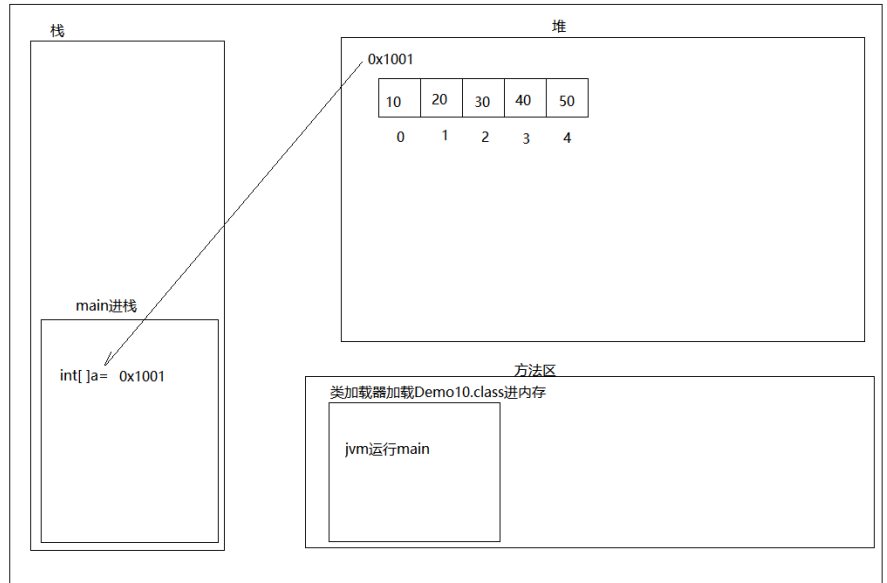 栈
堆
0x1001
10 20 30 40 50
0 1 2 3 4
main进栈
int[ ]a= 0x1001
方法区
类加载器加载Demo10.class进内存
jvm运行main